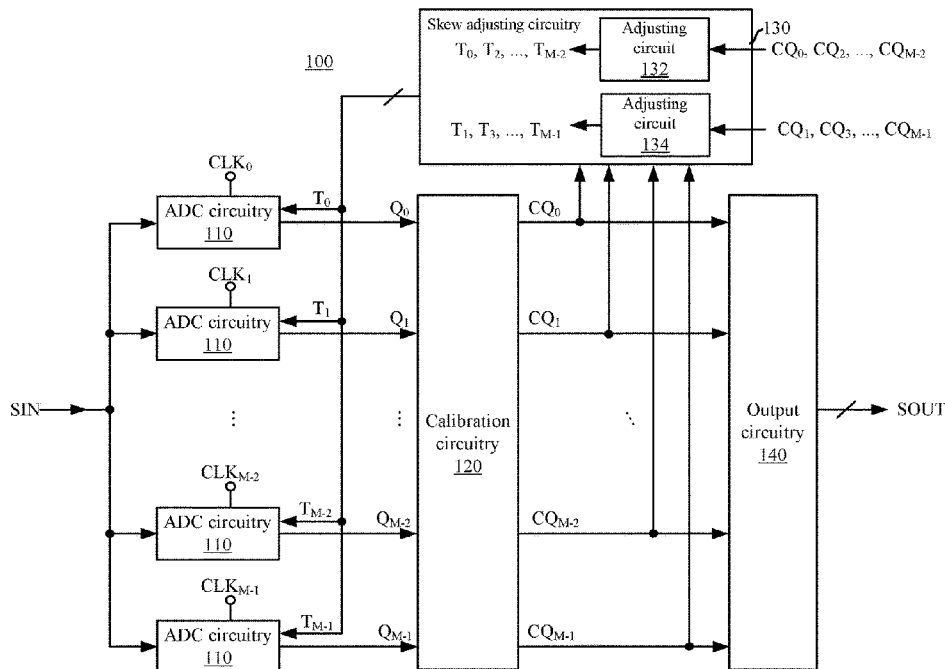 Skew adjusting circuitry
130
T0, T2, ..., TM-2
Adjusting
circuit
132
CQ0, CQ2, ..., CQM-2
100
T1, T3, ..., TM-1
Adjusting
circuit
134
CQ1, CQ3, ..., CQM-1
CLK0
ADC circuitry
110
T0
Q0
CQ0
CLK1
ADC circuitry
110
T1
Q1
CQ1
SIN
...
...
Calibration
circuitry
120
...
Output
circuitry
140
SOUT
CLKM-2
ADC circuitry
110
TM-2
QM-2
CQM-2
CLKM-1
ADC circuitry
110
TM-1
QM-1
CQM-1